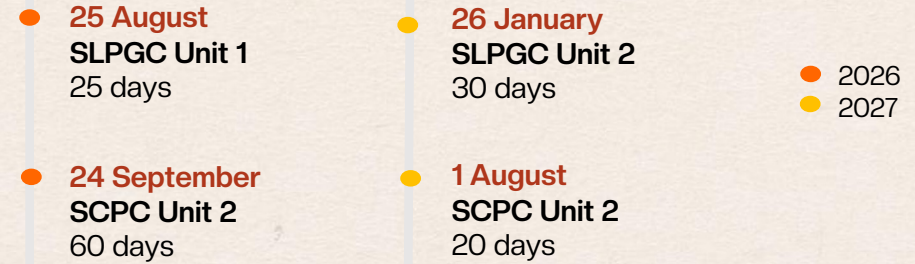 25 August
SLPGC Unit 1
25 days
24 September
SCPC Unit 2
60 days
26 January
SLPGC Unit 2
30 days
1 August
SCPC Unit 2
20 days
2026
2027